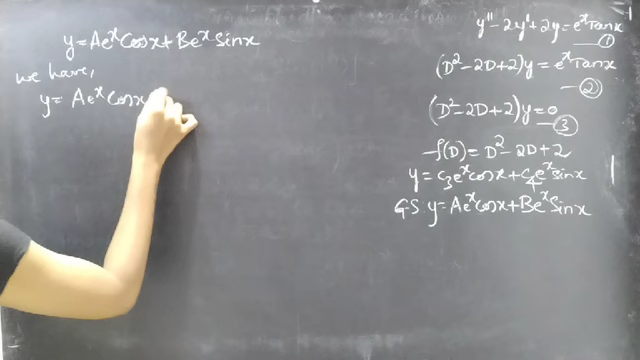 y = Ae^x Cosx + Be^x Sinx
we have,
y = Ae^x Cosx
y'' - 2y' + 2y = e^x Tanx
①
(D² - 2D + 2)y = e^x Tanx
②
(D² - 2D + 2)y = 0
③
f(D) = D² - 2D + 2
y = c₃e^x cosx + c₄e^x sinx
G.S. y = Ae^x cosx + Be^x Sinx